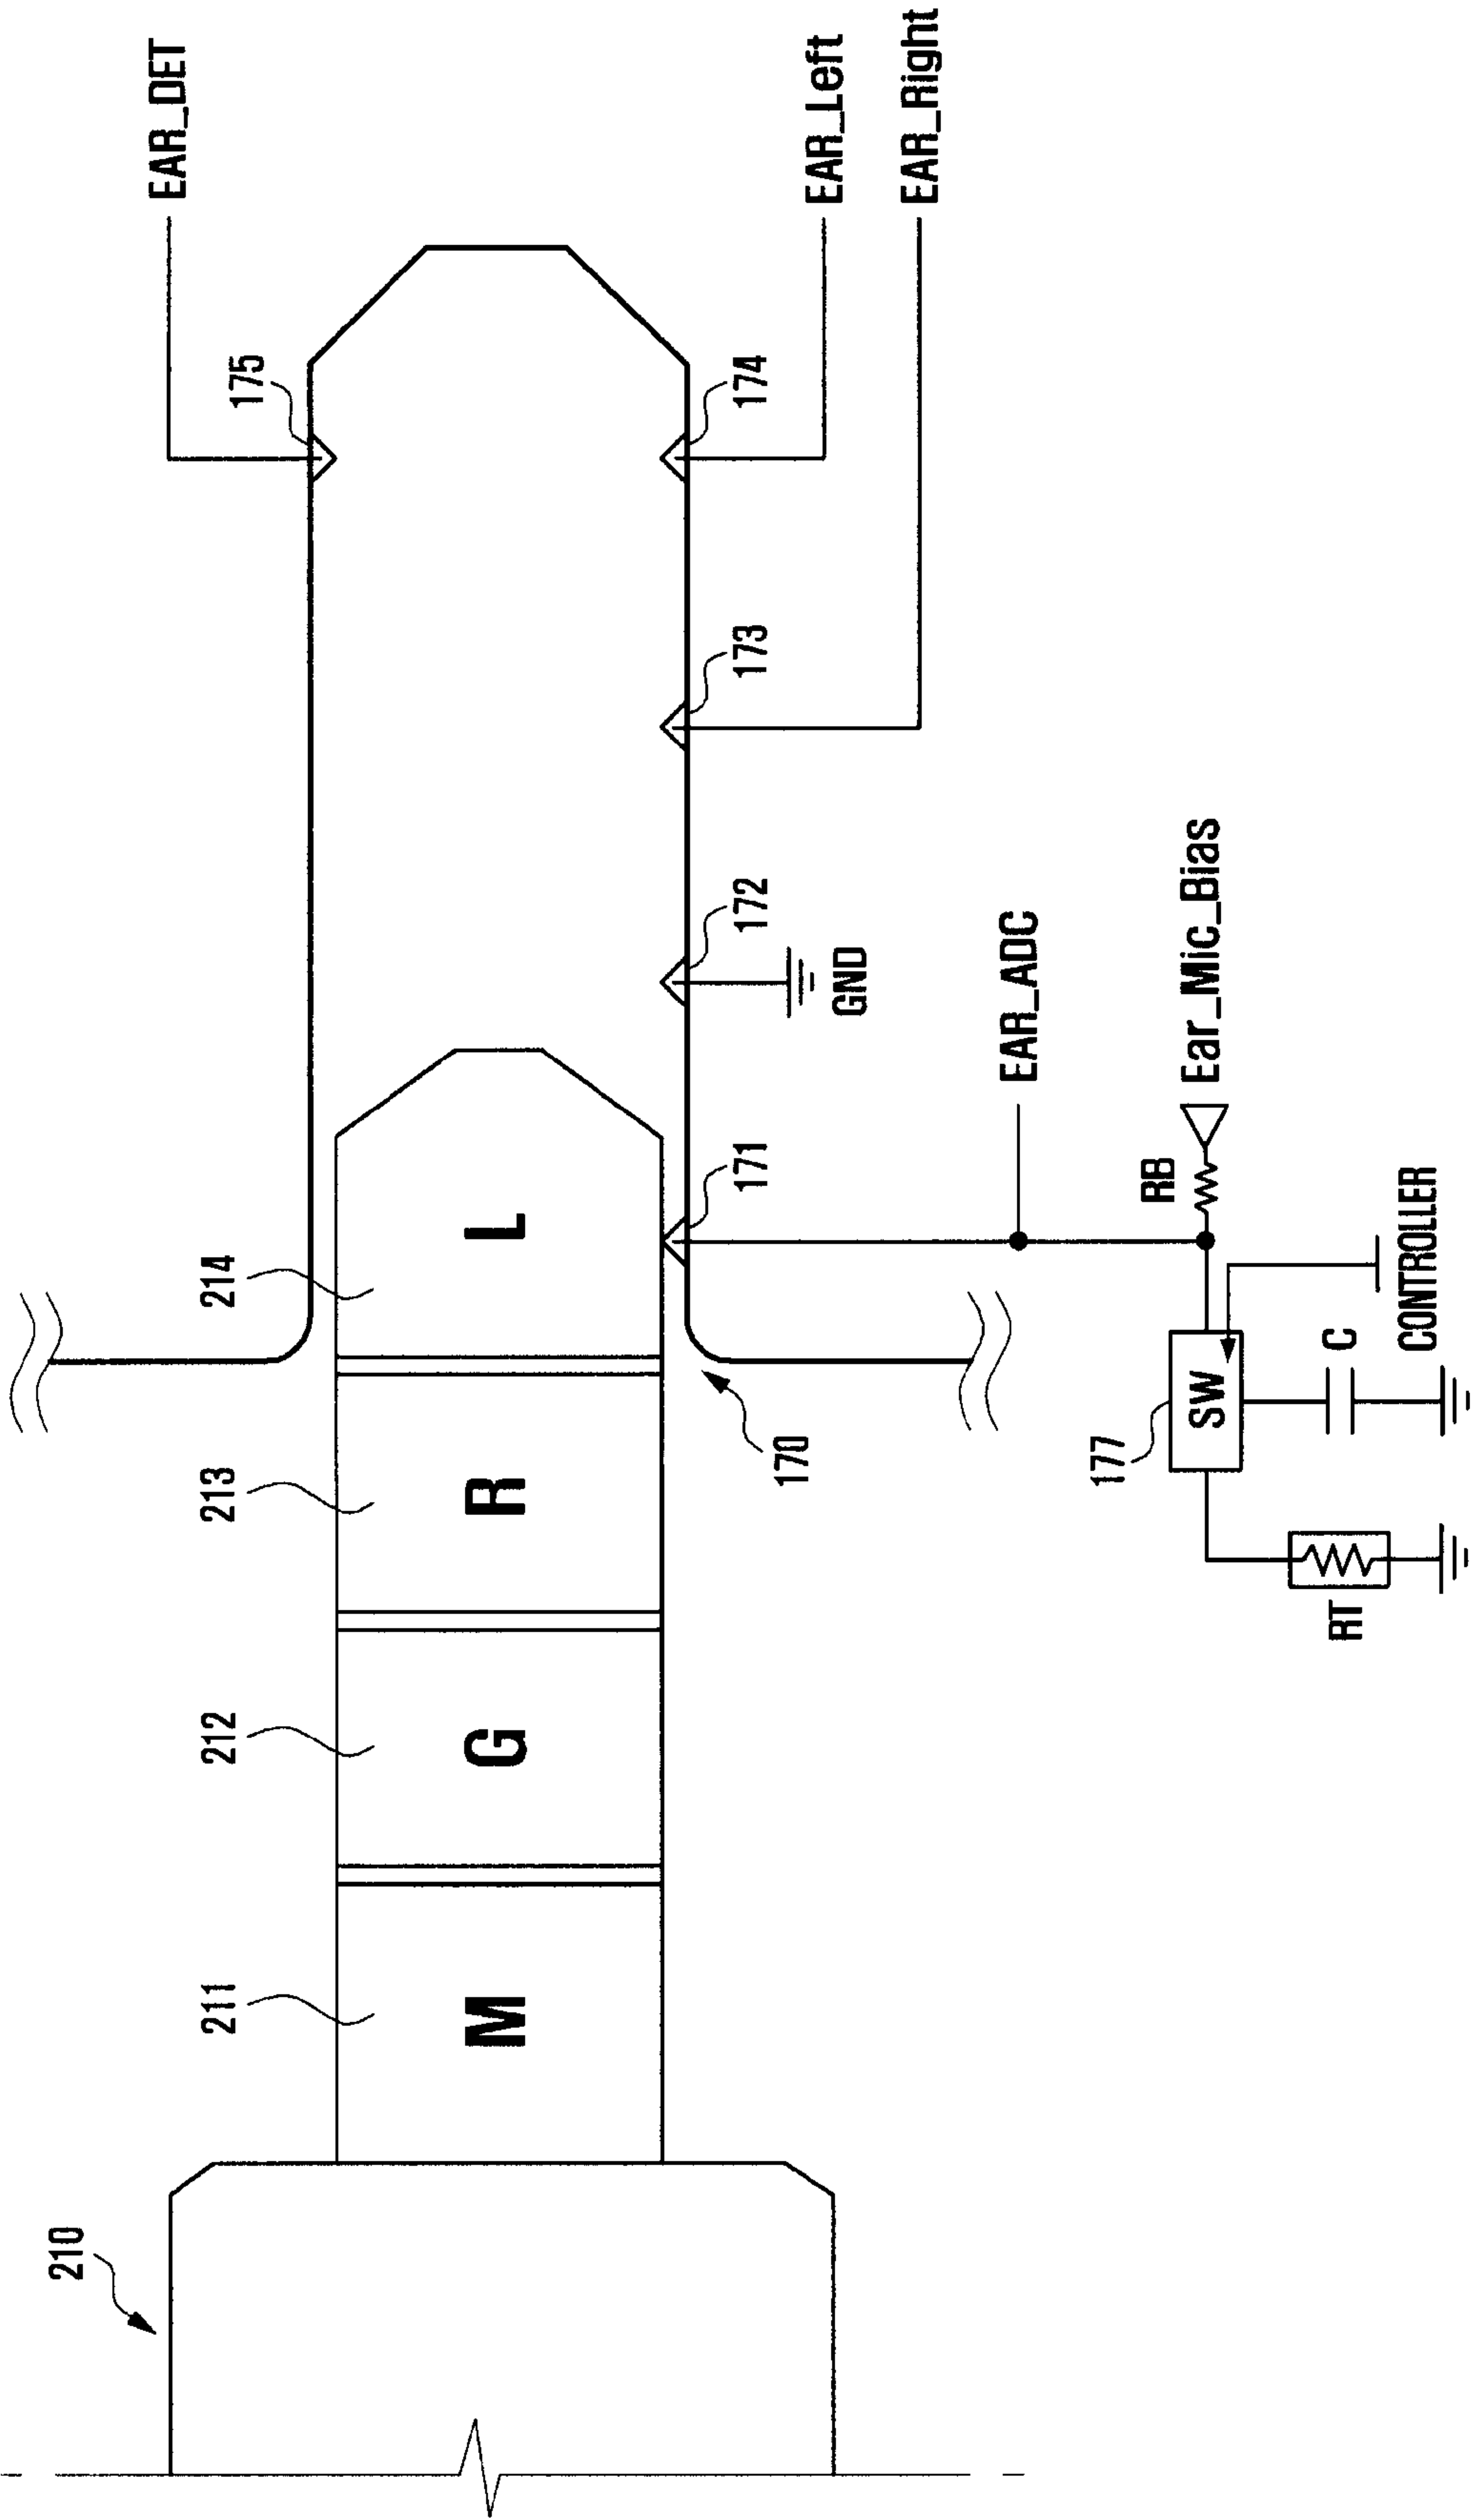 EAR_DET
EAR_Left
EAR_Right
175
174
173
172
GND
171
EAR_ADC
Ear_Mic_Bias
RB
CONTROLLER
C
SW
177
RT
170
214
L
213
R
212
G
211
M
210